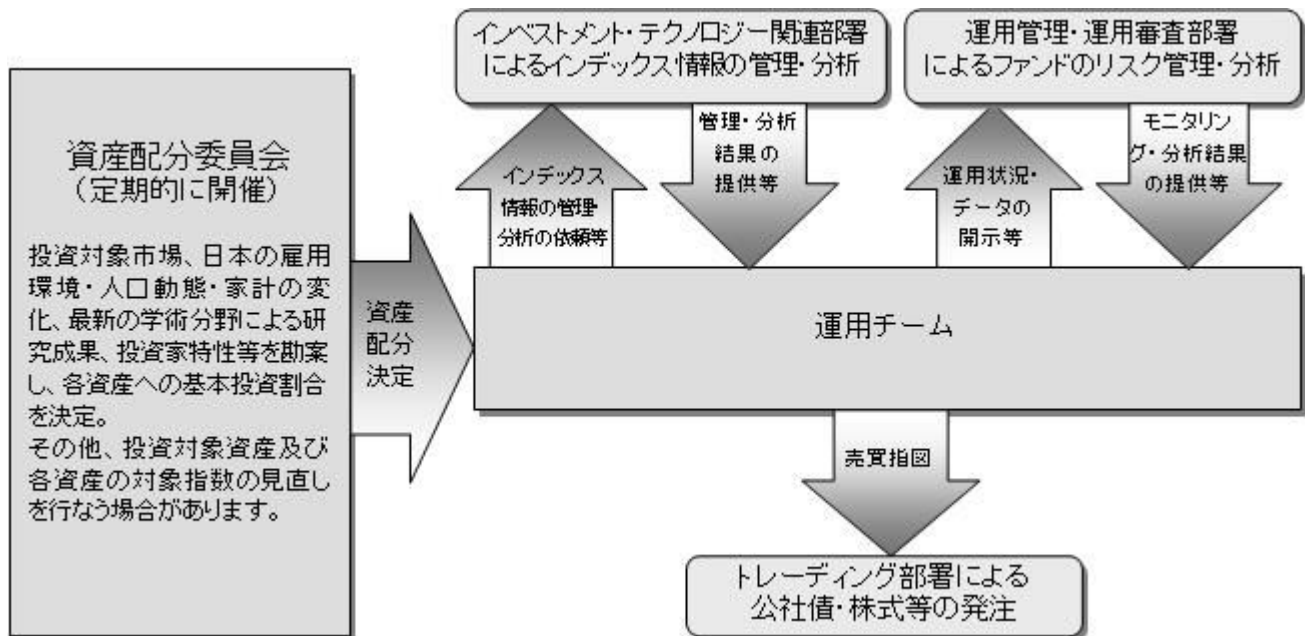 インベストメント・テクノロジー関連部署
によるインデックス情報の管理・分析
運用管理・運用審査部署
によるファンドのリスク管理・分析
資産配分委員会
（定期的に開催）
投資対象市場、日本の雇用
環境・人口動態・家計の変
化、最新の学術分野による研
究成果、投資家特性等を勘案
し、各資産への基本投資割合
を決定。
その他、投資対象資産及び
各資産の対象指数の見直し
を行なう場合があります。
資産
配分
決定
インデックス
情報の管理・
分析の依頼等
管理・分析
結果の
提供等
運用状況・
データの
開示等
モニタリン
グ・分析結果
の提供等
運用チーム
売買指図
トレーディング部署による
公社債・株式等の発注